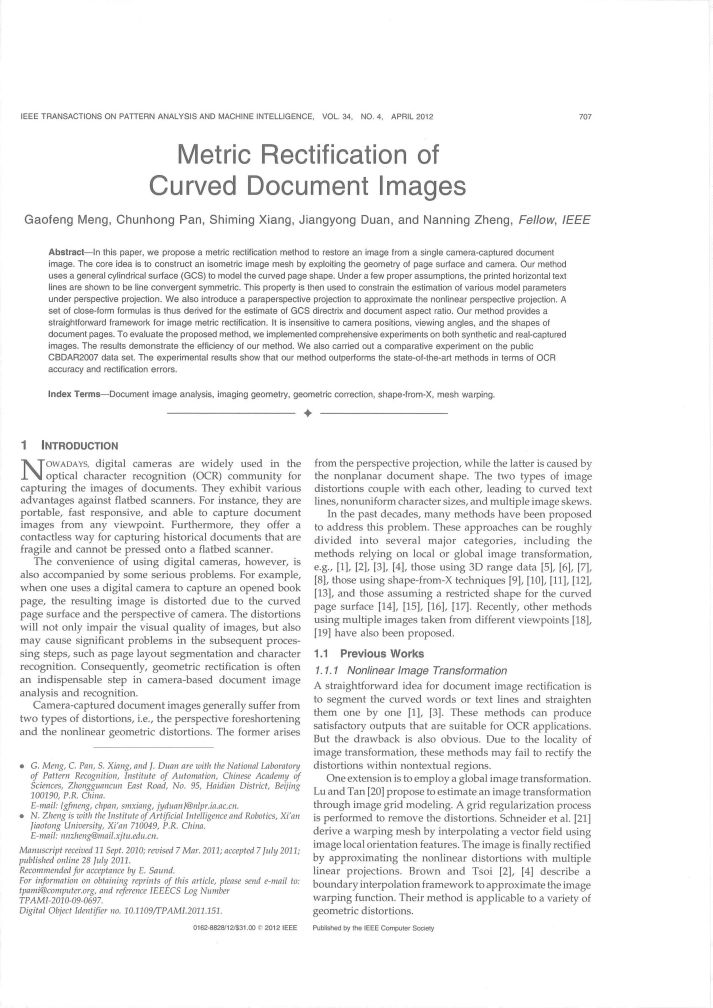 IEEE TRANSACTIONS ON PATTERN ANALYSIS AND MACHINE INTELLIGENCE, VOL. 34, NO. 4, APRIL 2012 707
Metric Rectification of
Curved Document Images
Gaofeng Meng, Chunhong Pan, Shiming Xiang, Jiangyong Duan, and Nanning Zheng, Fellow, IEEE
Abstract—In this paper, we propose a metric rectification method to restore an image from a single camera-captured document
image. The core idea is to construct an isometric image mesh by exploiting the geometry of page surface and camera. Our method
uses a general cylindrical surface (GCS) to model the curved page shape. Under a few proper assumptions, the printed horizontal text
lines are shown to be line convergent symmetric. This property is then used to constrain the estimation of various model parameters
under perspective projection. We also introduce a paraperspective projection to approximate the nonlinear perspective projection. A
set of close-form formulas is thus derived for the estimate of GCS directrix and document aspect ratio. Our method provides a
straightforward framework for image metric rectification. It is insensitive to camera positions, viewing angles, and the shapes of
document pages. To evaluate the proposed method, we implemented comprehensive experiments on both synthetic and real-captured
images. The results demonstrate the efficiency of our method. We also carried out a comparative experiment on the public
CBDAR2007 data set. The experimental results show that our method outperforms the state-of-the-art methods in terms of OCR
accuracy and rectification errors.
Index Terms—Document image analysis, imaging geometry, geometric correction, shape-from-X, mesh warping.
1 INTRODUCTION
NOWADAYS, digital cameras are widely used in the
optical character recognition (OCR) community for
capturing the images of documents. They exhibit various
advantages against flatbed scanners. For instance, they are
portable, fast responsive, and able to capture document
images from any viewpoint. Furthermore, they offer a
contactless way for capturing historical documents that are
fragile and cannot be pressed onto a flatbed scanner.
The convenience of using digital cameras, however, is
also accompanied by some serious problems. For example,
when one uses a digital camera to capture an opened book
page, the resulting image is distorted due to the curved
page surface and the perspective of camera. The distortions
will not only impair the visual quality of images, but also
may cause significant problems in the subsequent proces-
sing steps, such as page layout segmentation and character
recognition. Consequently, geometric rectification is often
an indispensable step in camera-based document image
analysis and recognition.
Camera-captured document images generally suffer from
two types of distortions, i.e., the perspective foreshortening
and the nonlinear geometric distortions. The former arises
• G. Meng, C. Pan, S. Xiang, and J. Duan are with the National Laboratory
of Pattern Recognition, Institute of Automation, Chinese Academy of
Sciences, Zhongguancun East Road, No. 95, Haidian District, Beijing
100190, P.R. China.
E-mail: {gfmeng, chpan, smxiang, jyduan}@nlpr.ia.ac.cn.
• N. Zheng is with the Institute of Artificial Intelligence and Robotics, Xi'an
Jiaotong University, Xi'an 710049, P.R. China.
E-mail: nnzheng@mail.xjtu.edu.cn.
Manuscript received 11 Sept. 2010; revised 7 Mar. 2011; accepted 7 July 2011;
published online 28 July 2011.
Recommended for acceptance by E. Saund.
For information on obtaining reprints of this article, please send e-mail to:
tpami@computer.org, and reference IEEECS Log Number
TPAMI-2010-09-0697.
Digital Object Identifier no. 10.1109/TPAMI.2011.151.
from the perspective projection, while the latter is caused by
the nonplanar document shape. The two types of image
distortions couple with each other, leading to curved text
lines, nonuniform character sizes, and multiple image skews.
In the past decades, many methods have been proposed
to address this problem. These approaches can be roughly
divided into several major categories, including the
methods relying on local or global image transformation,
e.g., [1], [2], [3], [4], those using 3D range data [5], [6], [7],
[8], those using shape-from-X techniques [9], [10], [11], [12],
[13], and those assuming a restricted shape for the curved
page surface [14], [15], [16], [17]. Recently, other methods
using multiple images taken from different viewpoints [18],
[19] have also been proposed.
1.1 Previous Works
1.1.1 Nonlinear Image Transformation
A straightforward idea for document image rectification is
to segment the curved words or text lines and straighten
them one by one [1], [3]. These methods can produce
satisfactory outputs that are suitable for OCR applications.
But the drawback is also obvious. Due to the locality of
image transformation, these methods may fail to rectify the
distortions within nontextual regions.
One extension is to employ a global image transformation.
Lu and Tan [20] propose to estimate an image transformation
through image grid modeling. A grid regularization process
is performed to remove the distortions. Schneider et al. [21]
derive a warping mesh by interpolating a vector field using
image local orientation features. The image is finally rectified
by approximating the nonlinear distortions with multiple
linear projections. Brown and Tsoi [2], [4] describe a
boundary interpolation framework to approximate the image
warping function. Their method is applicable to a variety of
geometric distortions.
0162-8828/12/$31.00 © 2012 IEEE Published by the IEEE Computer Society